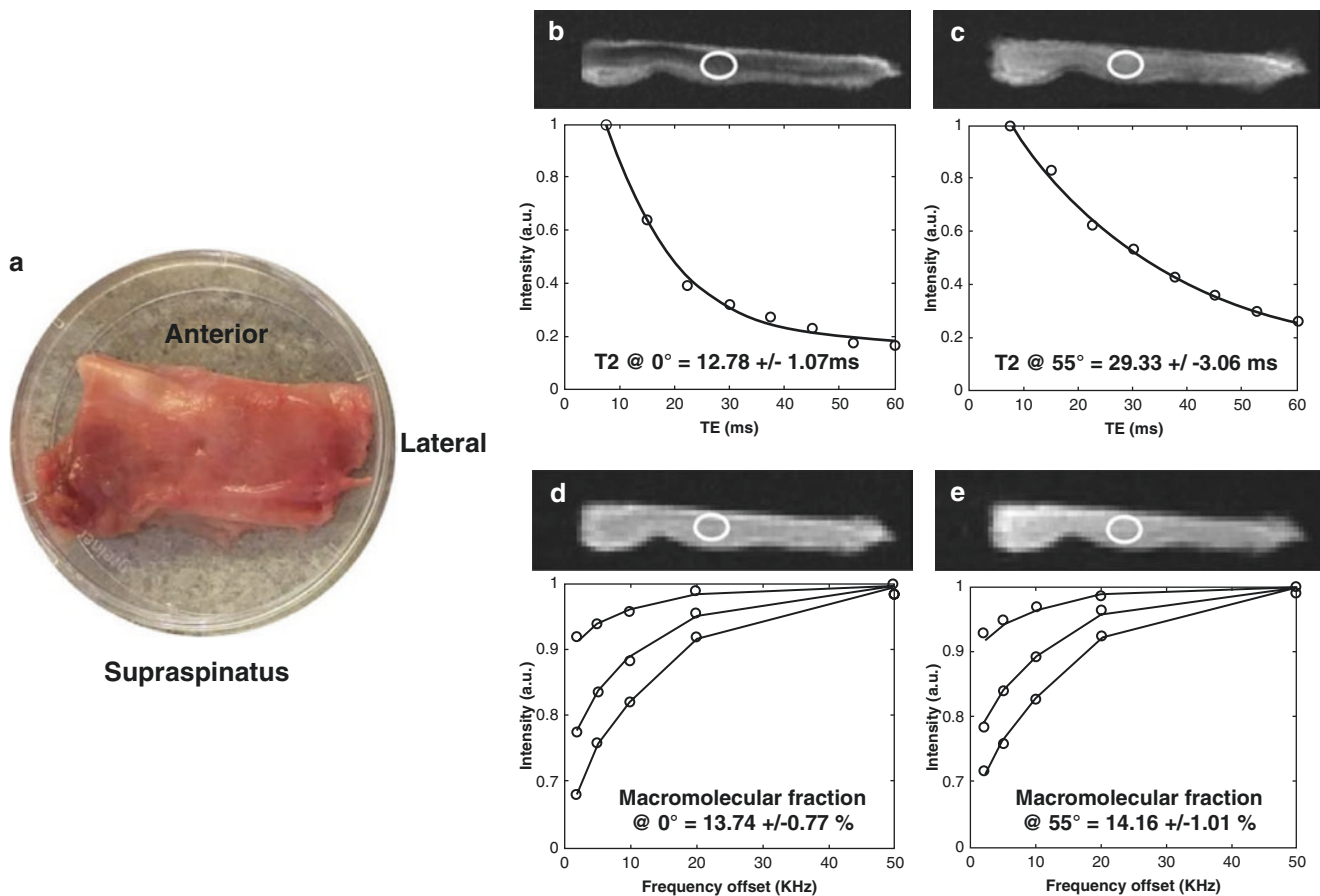 a
Anterior
Lateral
Supraspinatus
b
1
0.8
0.6
0.4
0.2
1
0 10 20 30 40 50 60
Intensity (a.u.)
T2 @ 0° = 12.78 +/- 1.07ms
TE (ms)
c
1
0.8
0.6
0.4
0.2
1
0 10 20 30 40 50 60
Intensity (a.u.)
T2 @ 55° = 29.33 +/ -3.06 ms
TE (ms)
d
1
0.9
0.8
0.7
1
0 10 20 30 40 50
Intensity (a.u.)
Macromolecular fraction
@ 0° = 13.74 +/-0.77 %
Frequency offset (KHz)
e
1
0.9
0.8
0.7
1
0 10 20 30 40 50
Intensity (a.u.)
Macromolecular fraction
@ 55° = 14.16 +/-1.01 %
Frequency offset (KHz)